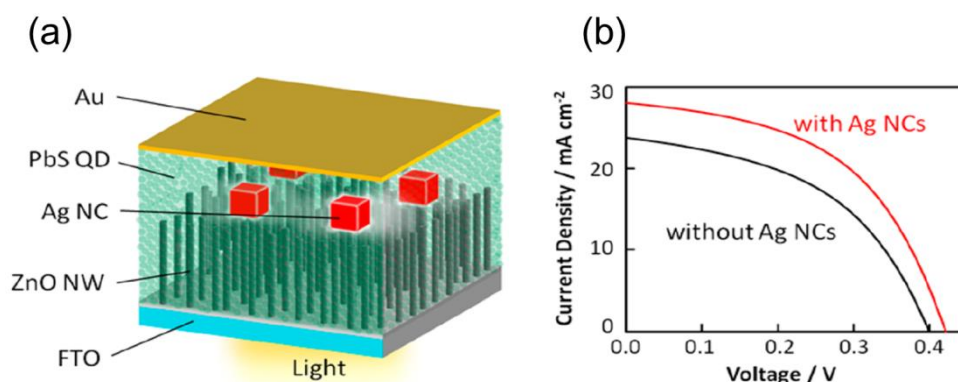 (a)
Au
PbS QD
Ag NC
ZnO NW
FTO
Light
(b)
Current Density / mA cm⁻²
30
20
10
0
with Ag NCs
without Ag NCs
0.0 0.1 0.2 0.3 0.4
Voltage / V